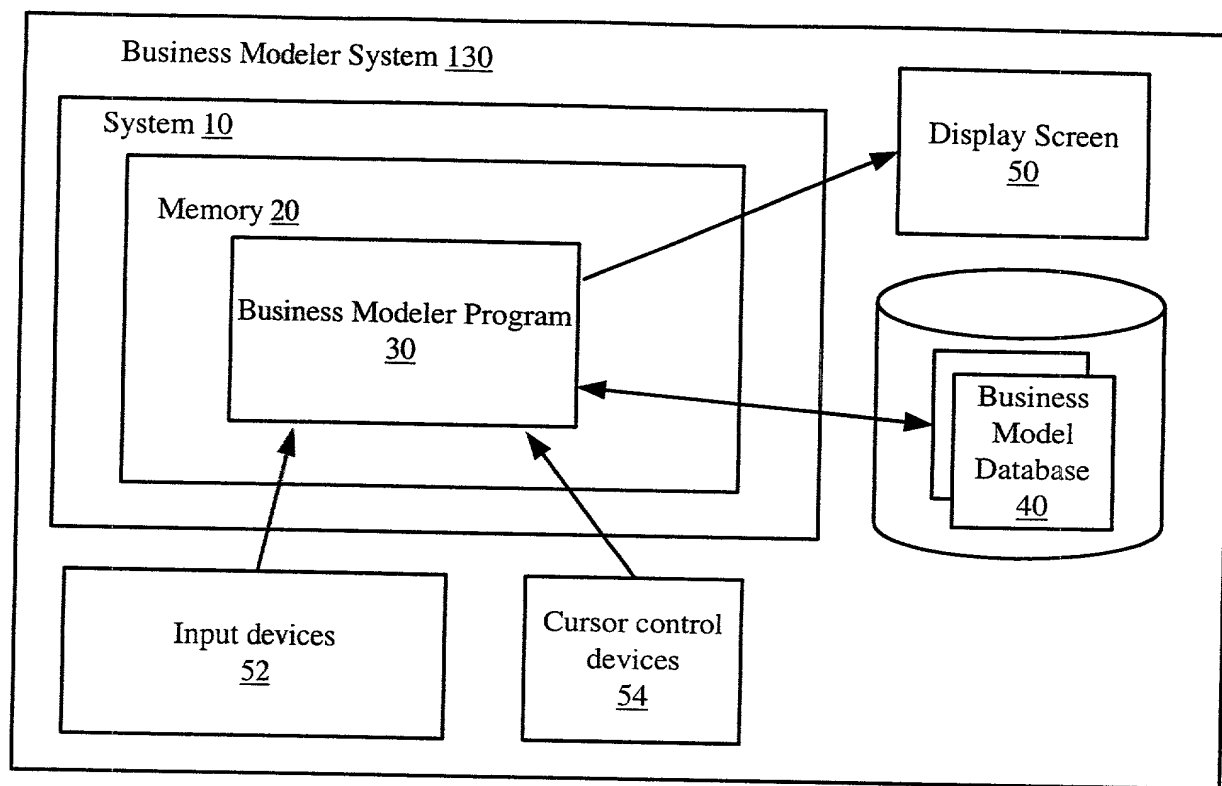 Business Modeler System 130
System 10
Display Screen
50
Memory 20
Business Modeler Program
30
Business
Model
Database
40
Input devices
52
Cursor control
devices
54